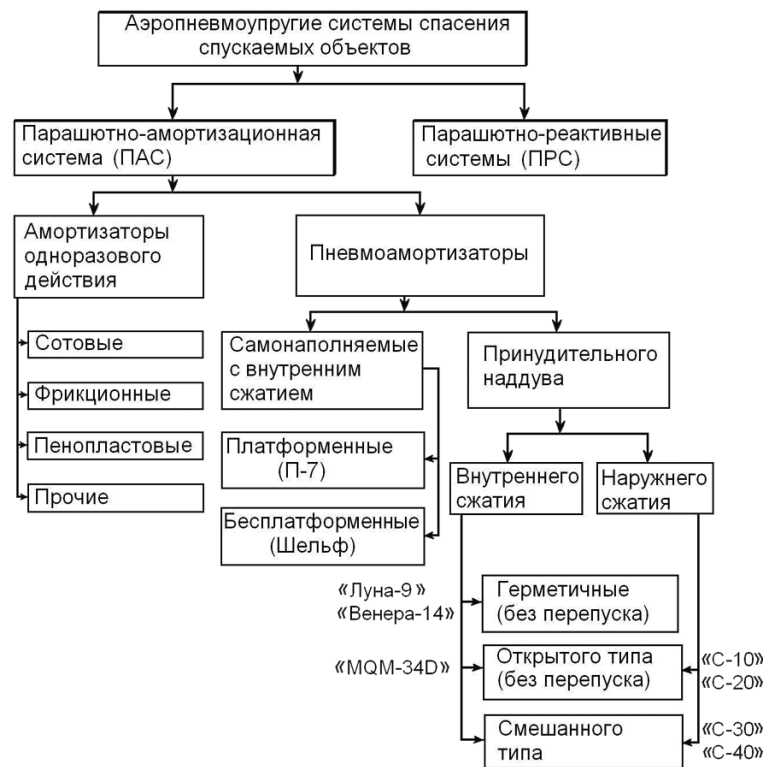 Аэропневмоупругие системы спасения
спускаемых объектов
Парашютно-амортизационная
система (ПАС)
Парашютно-реактивные
системы (ПРС)
Амортизаторы
одноразового
действия
Пневмоамортизаторы
Сотовые
Фрикционные
Пенопластовые
Прочие
Самонаполняемые
с внутренним
сжатием
Принудительного
наддува
Платформенные
(П-7)
Бесплатформенные
(Шельф)
Внутреннего
сжатия
Наружнего
сжатия
«Луна-9»
«Венера-14»
Герметичные
(без перепуска)
«MQM-34D»
Открытого типа
(без перепуска)
«С-10»
«С-20»
Смешанного
типа
«С-30»
«С-40»